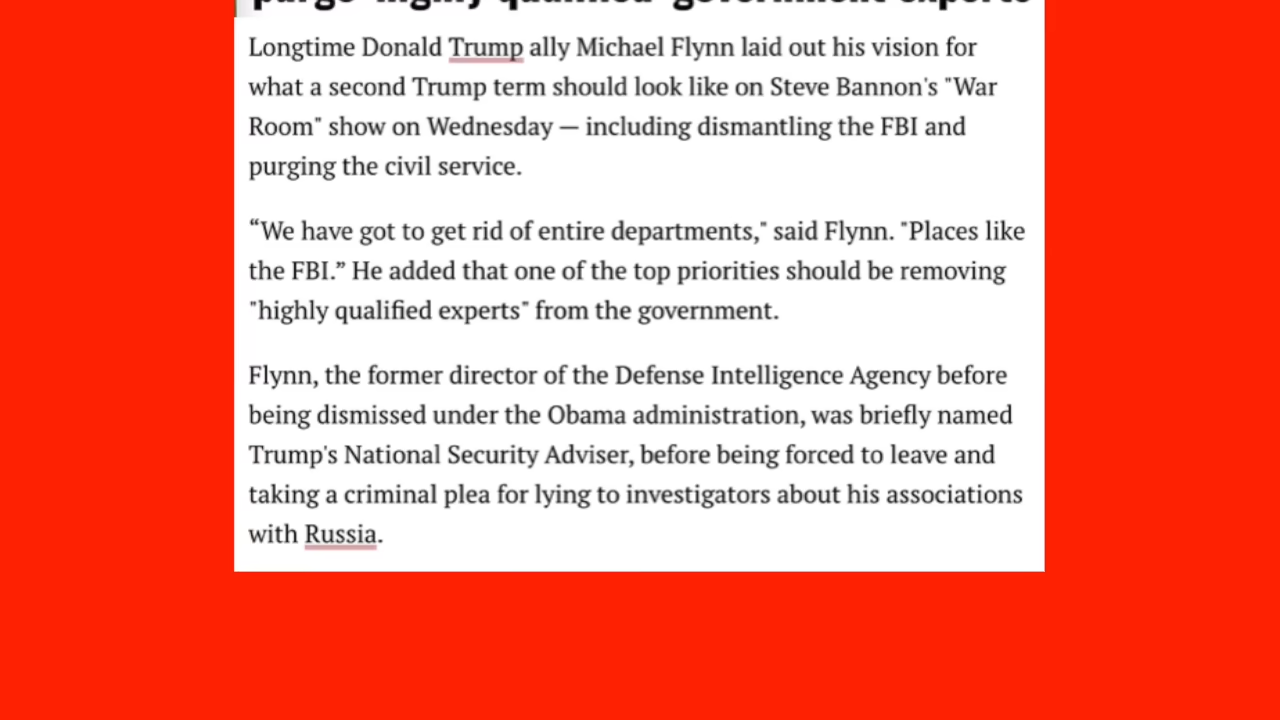 purge 'highly qualified' government experts
Longtime Donald Trump ally Michael Flynn laid out his vision for
what a second Trump term should look like on Steve Bannon's "War
Room" show on Wednesday — including dismantling the FBI and
purging the civil service.
“We have got to get rid of entire departments," said Flynn. "Places like
the FBI.” He added that one of the top priorities should be removing
"highly qualified experts" from the government.
Flynn, the former director of the Defense Intelligence Agency before
being dismissed under the Obama administration, was briefly named
Trump's National Security Adviser, before being forced to leave and
taking a criminal plea for lying to investigators about his associations
with Russia.